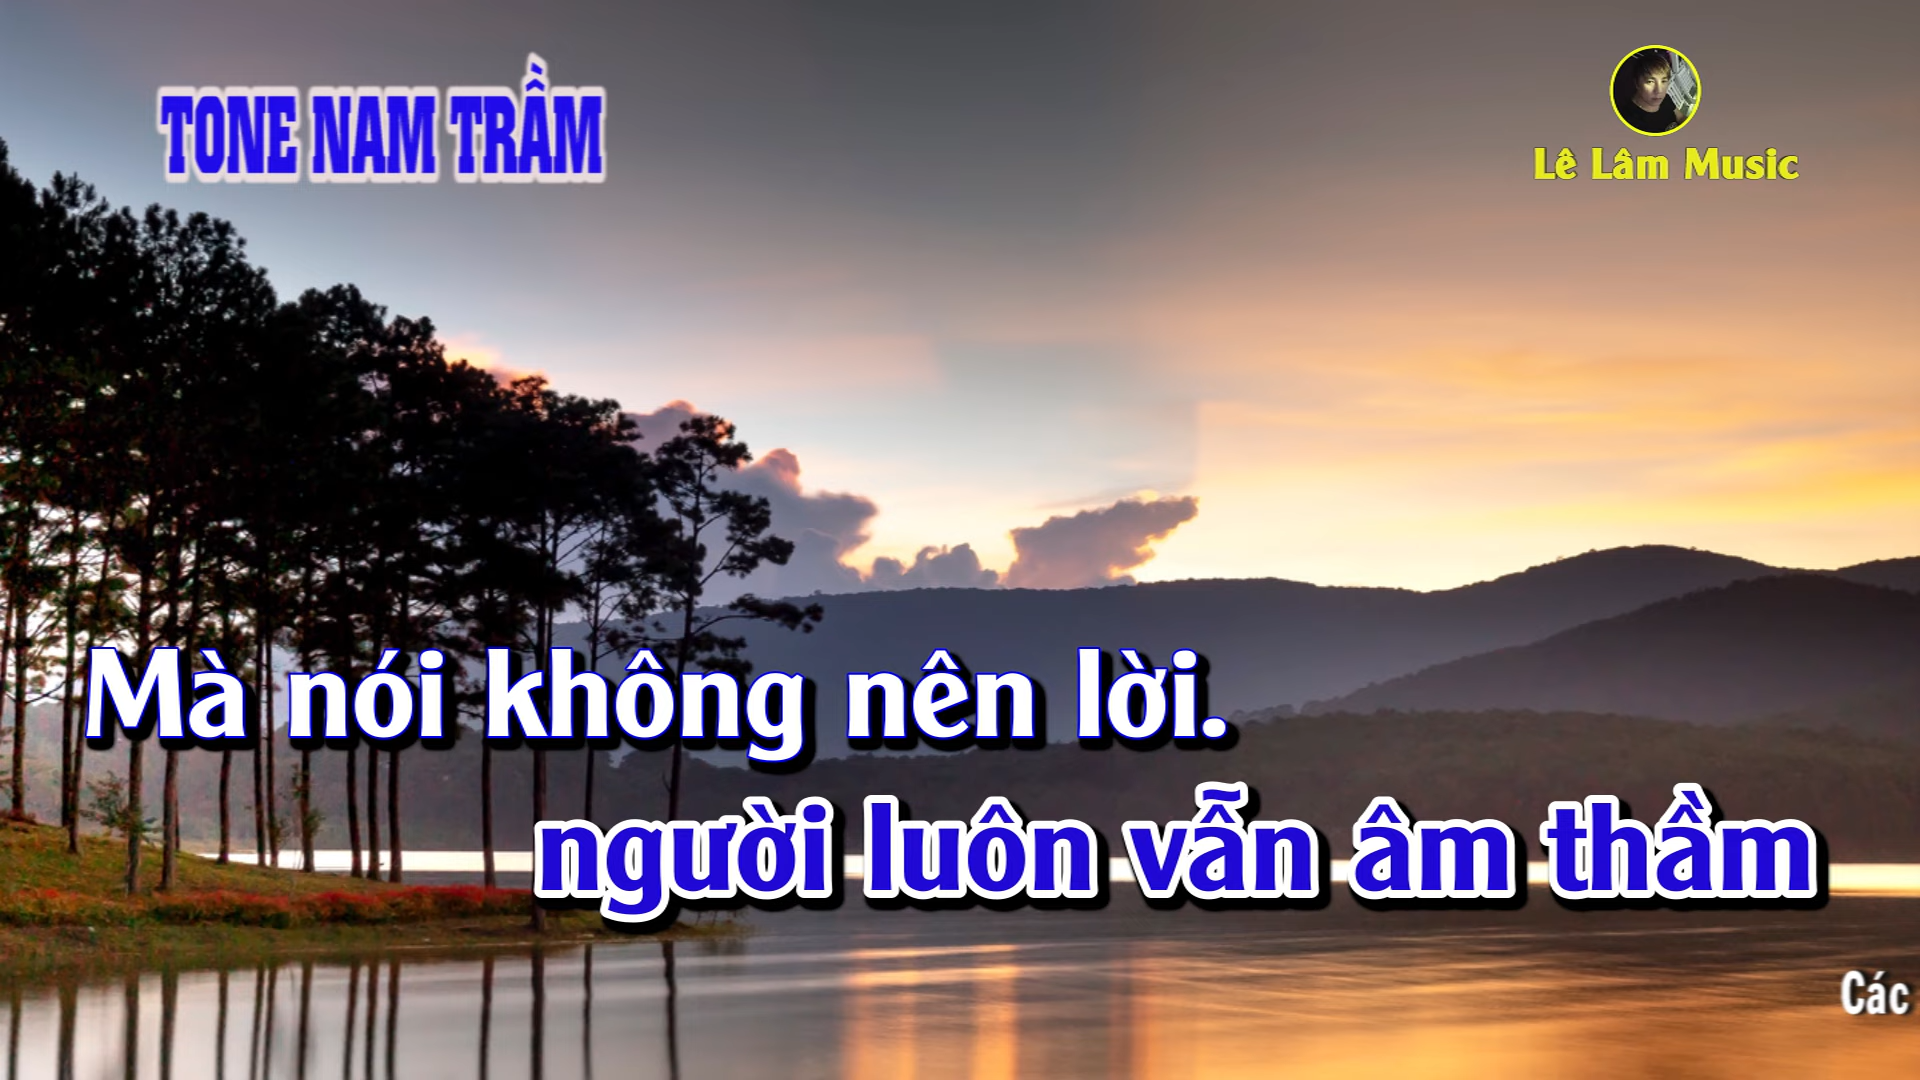 TONE NAM TRẦM
Lê Lâm Music
Mà nói không nên lời.
người luôn vẫn âm thầm
Các